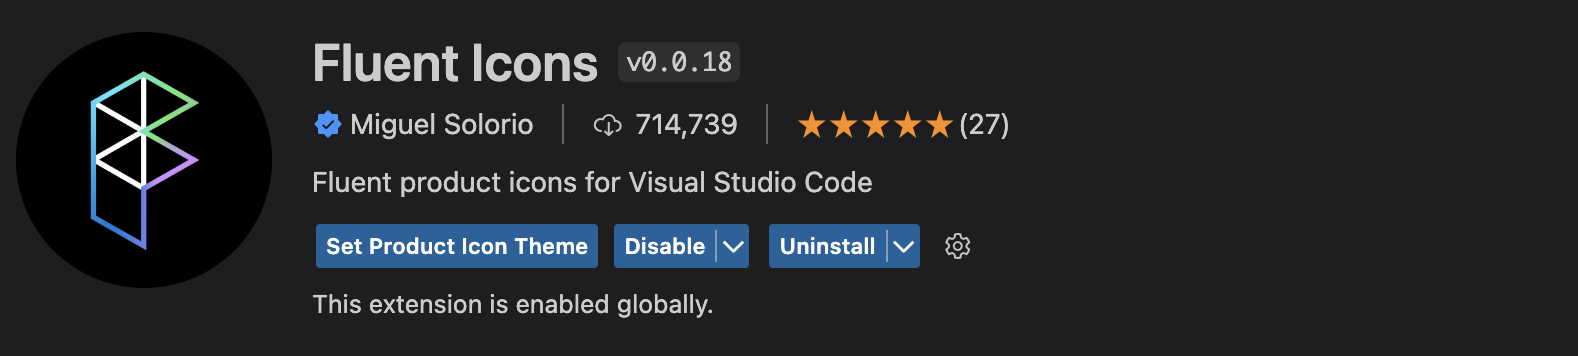 Fluent Icons v0.0.18
Miguel Solorio 714,739 (27)
Fluent product icons for Visual Studio Code
Set Product Icon Theme Disable Uninstall
This extension is enabled globally.